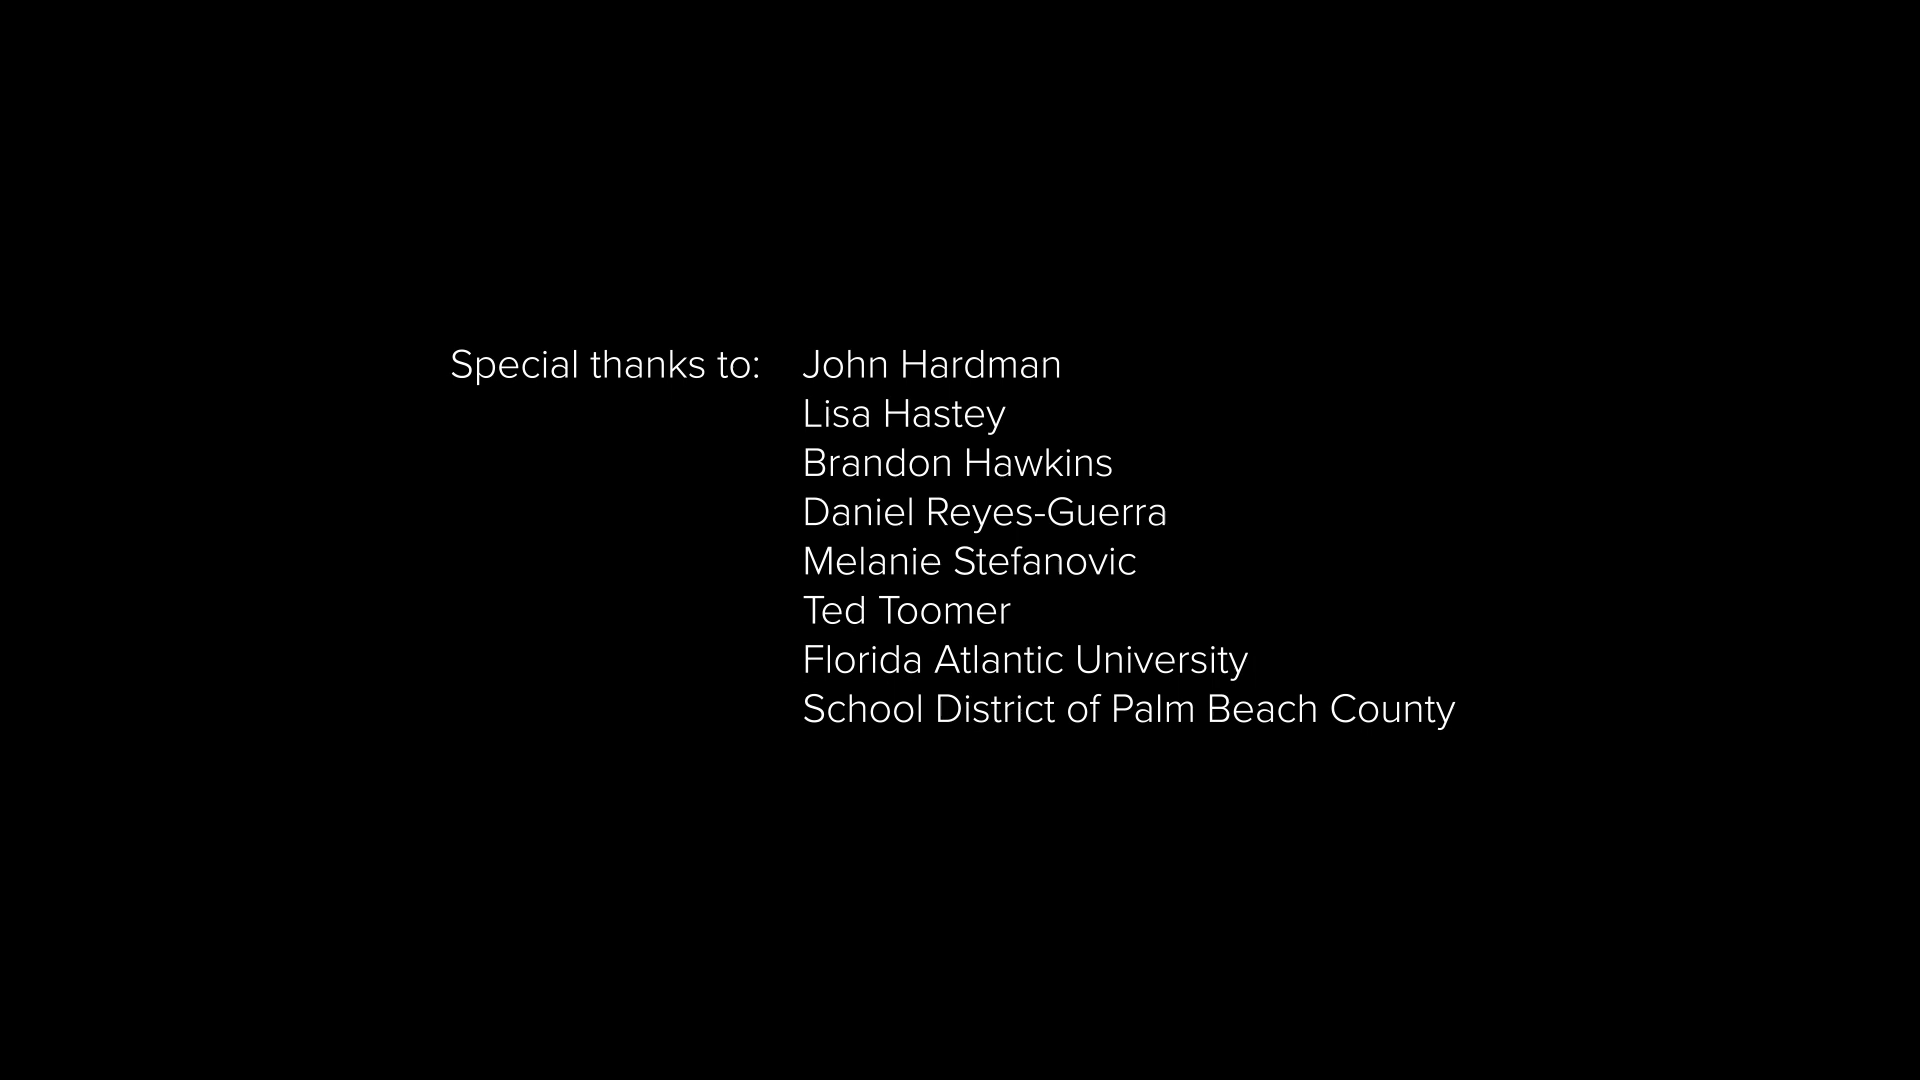 Special thanks to: John Hardman
Lisa Hastey
Brandon Hawkins
Daniel Reyes-Guerra
Melanie Stefanovic
Ted Toomer
Florida Atlantic University
School District of Palm Beach County